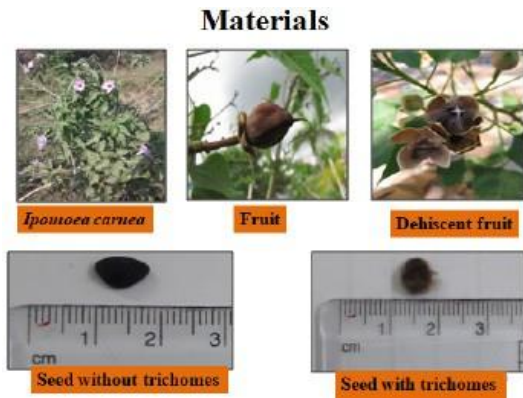 Materials
Ipomoea carnea
Fruit
Dehiscent fruit
1 2 3
cm
Seed without trichomes
1 2 3
cm
Seed with trichomes